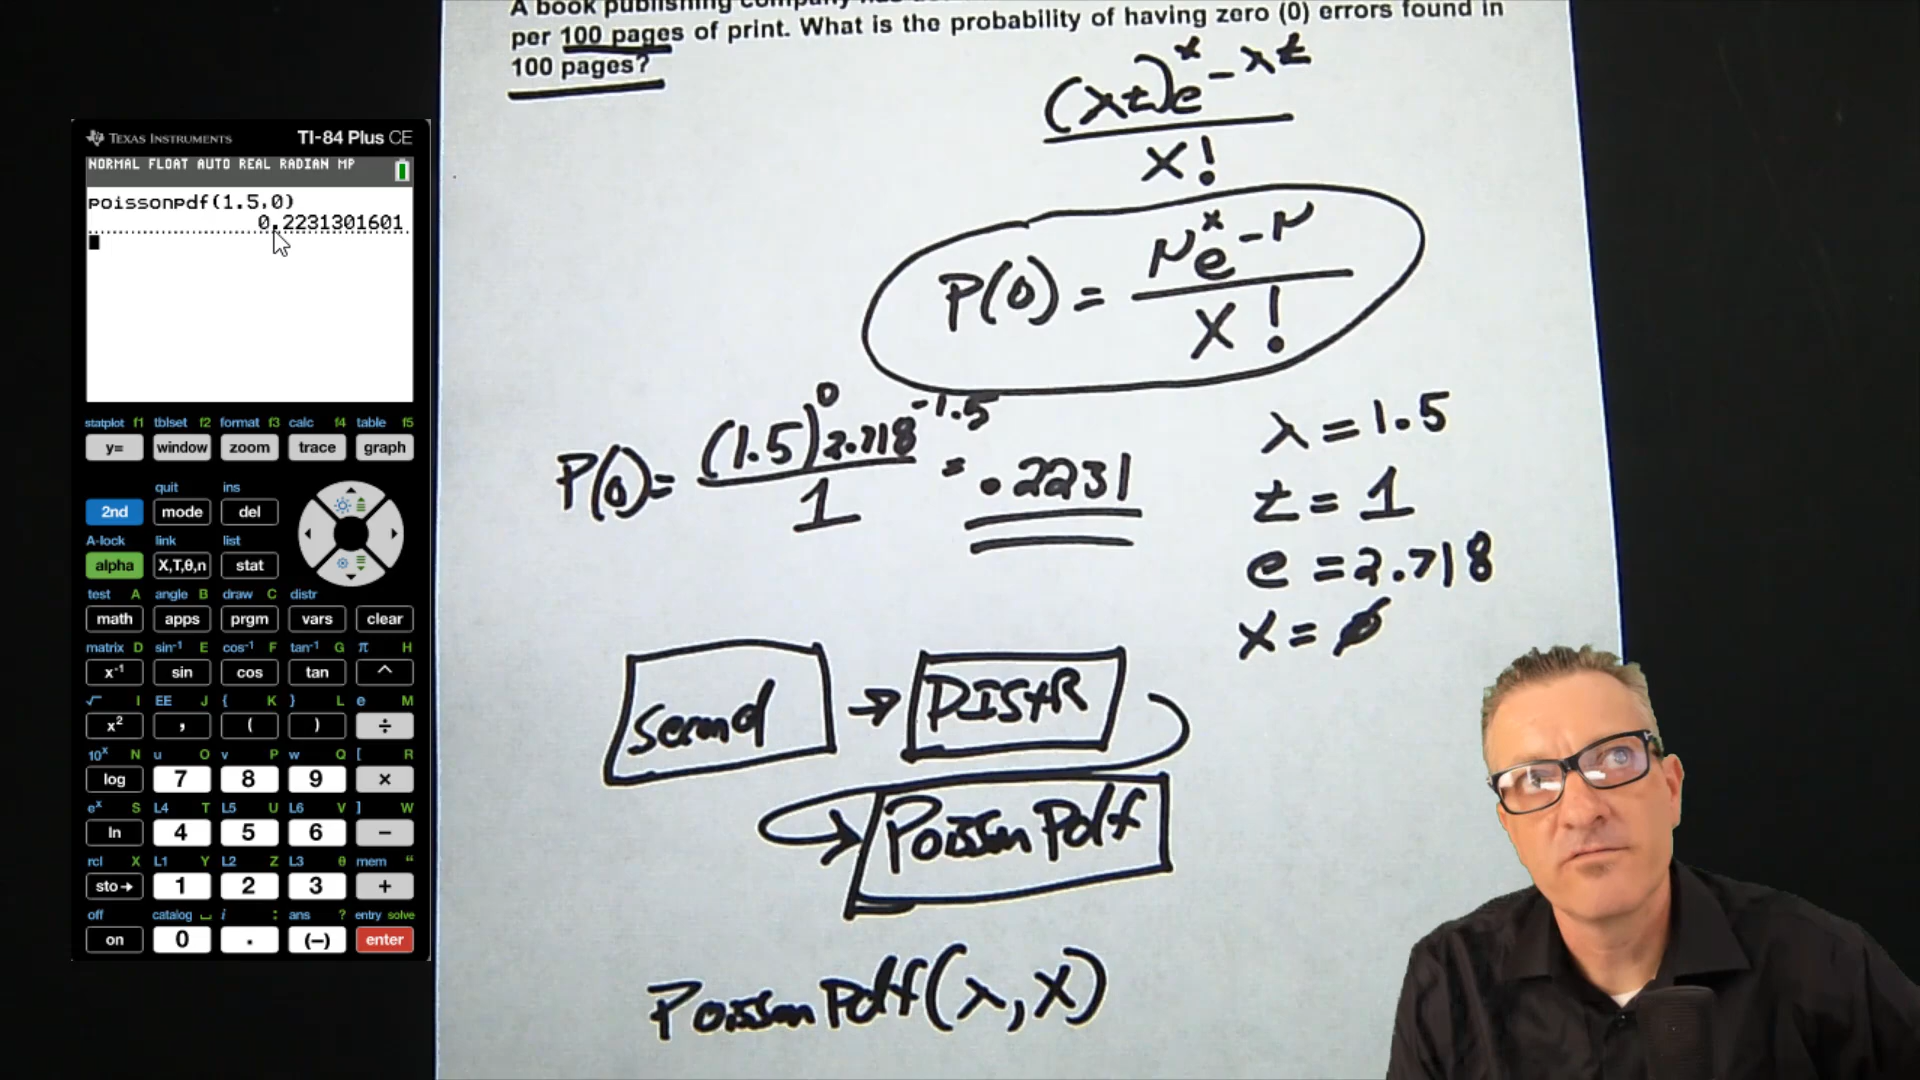 per 100 pages of print. What is the probability of having zero (0) errors found in
100 pages?
(λt)^x e^-λt
x!
P(0) = μ^x e^-μ
x!
P(0) = (1.5)^0 2.718^-1.5 = .2231
1
λ = 1.5
t = 1
e = 2.718
x = 0
Second → DISTR
Poisson Pdf
Poisson Pdf (λ, x)
TEXAS INSTRUMENTS TI-84 Plus CE
NORMAL FLOAT AUTO REAL RADIAN MP
poissonpdf(1.5,0)
0.2231301601
statplot f1 tblset f2 format f3 calc f4 table f5
y= window zoom trace graph
quit ins
2nd mode del
A-lock link list
alpha X,T,θ,n stat
test A angle B draw C distr
math apps prgm vars clear
matrix D sin⁻¹ E cos⁻¹ F tan⁻¹ G π H
x⁻¹ sin cos tan ^
√ I EE J { K } L e M
x² , ( ) ÷
10ˣ N u O v P w Q [ R
log 7 8 9 ×
eˣ S L4 T L5 U L6 V ] W
ln 4 5 6 −
rcl X L1 Y L2 Z L3 θ mem "
sto→ 1 2 3 +
off catalog ⎵ i : ans ? entry solve
on 0 . (−) enter